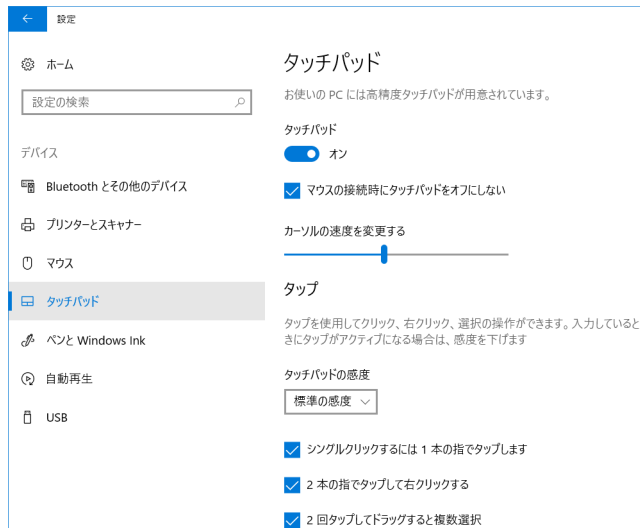 設定
ホーム
設定の検索
デバイス
Bluetooth とその他のデバイス
プリンターとスキャナー
マウス
タッチパッド
ペンと Windows Ink
自動再生
USB
タッチパッド
お使いの PC には高精度タッチパッドが用意されています。
タッチパッド
オン
マウスの接続時にタッチパッドをオフにしない
カーソルの速度を変更する
タップ
タップを使用してクリック、右クリック、選択の操作ができます。入力していると
きにタップがアクティブになる場合は、感度を下げます
タッチパッドの感度
標準の感度
シングルクリックするには 1 本の指でタップします
2 本の指でタップして右クリックする
2 回タップしてドラッグすると複数選択